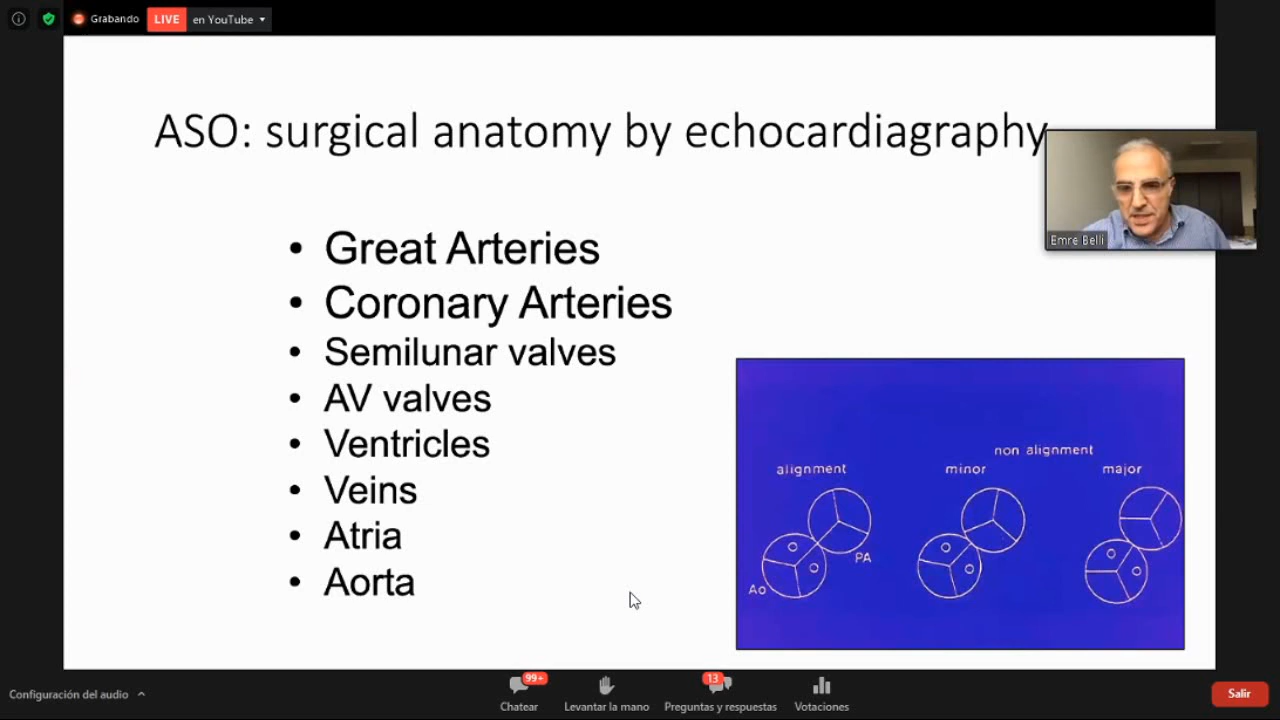 Grabando LIVE en YouTube
ASO: surgical anatomy by echocardiagraphy
Emre Belli
• Great Arteries
• Coronary Arteries
• Semilunar valves
• AV valves
• Ventricles
• Veins
• Atria
• Aorta
non alignment
alignment minor major
PA
Ao
Configuración del audio
99+
13
Chatear Levantar la mano Preguntas y respuestas Votaciones
Salir